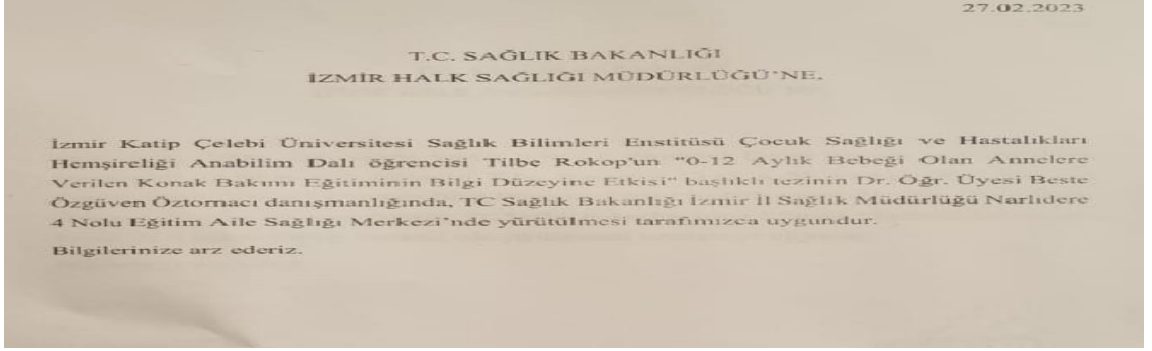 27.02.2023
T.C. SAĞLIK BAKANLIĞI
İZMİR HALK SAĞLIĞI MÜDÜRLÜĞÜ'NE,
İzmir Katip Çelebi Üniversitesi Sağlık Bilimleri Enstitüsü Çocuk Sağlığı ve Hastalıkları
Hemşireliği Anabilim Dalı öğrencisi Tilbe Rokop'un "0-12 Aylık Bebeği Olan Annelere
Verilen Konak Bakımı Eğitiminin Bilgi Düzeyine Etkisi" başlıklı tezinin Dr. Öğr. Üyesi Beste
Özgüven Öztornacı danışmanlığında, TC Sağlık Bakanlığı İzmir İl Sağlık Müdürlüğü Narlıdere
4 Nolu Eğitim Aile Sağlığı Merkezi'nde yürütülmesi tarafımızca uygundur.
Bilgilerinize arz ederiz.